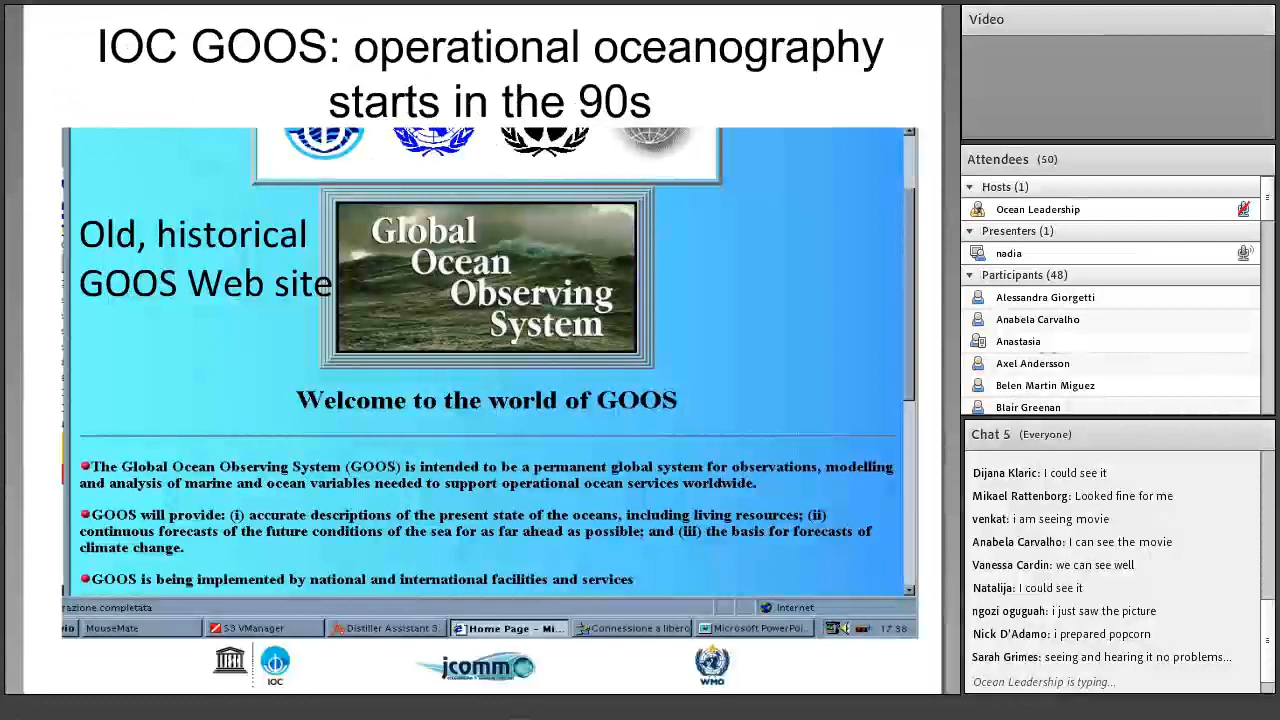 IOC GOOS: operational oceanography
starts in the 90s
Old, historical
GOOS Web site
Global
Ocean
Observing
System
Welcome to the world of GOOS
The Global Ocean Observing System (GOOS) is intended to be a permanent global system for observations, modelling
and analysis of marine and ocean variables needed to support operational ocean services worldwide.
GOOS will provide: (i) accurate descriptions of the present state of the oceans, including living resources; (ii)
continuous forecasts of the future conditions of the sea for as far ahead as possible; and (iii) the basis for forecasts of
climate change.
GOOS is being implemented by national and international facilities and services
razione completata
Internet
MouseMate
S3 VManager
Distiller Assistant 3.
Home Page - Mi...
Connessione a libero
Microsoft PowerPoi..
17 38
IOC
jcomm
WMO
Video
Attendees (50)
Hosts (1)
Ocean Leadership
Presenters (1)
nadia
Participants (48)
Alessandra Giorgetti
Anabela Carvalho
Anastasia
Axel Andersson
Belen Martin Miguez
Blair Greenan
Chat 5 (Everyone)
Dijana Klaric: I could see it
Mikael Rattenborg: Looked fine for me
venkat: i am seeing movie
Anabela Carvalho: I can see the movie
Vanessa Cardin: we can see well
Natalija: I could see it
ngozi oguguah: i just saw the picture
Nick D'Adamo: i prepared popcorn
Sarah Grimes: seeing and hearing it no problem
Ocean Leadership is typing...